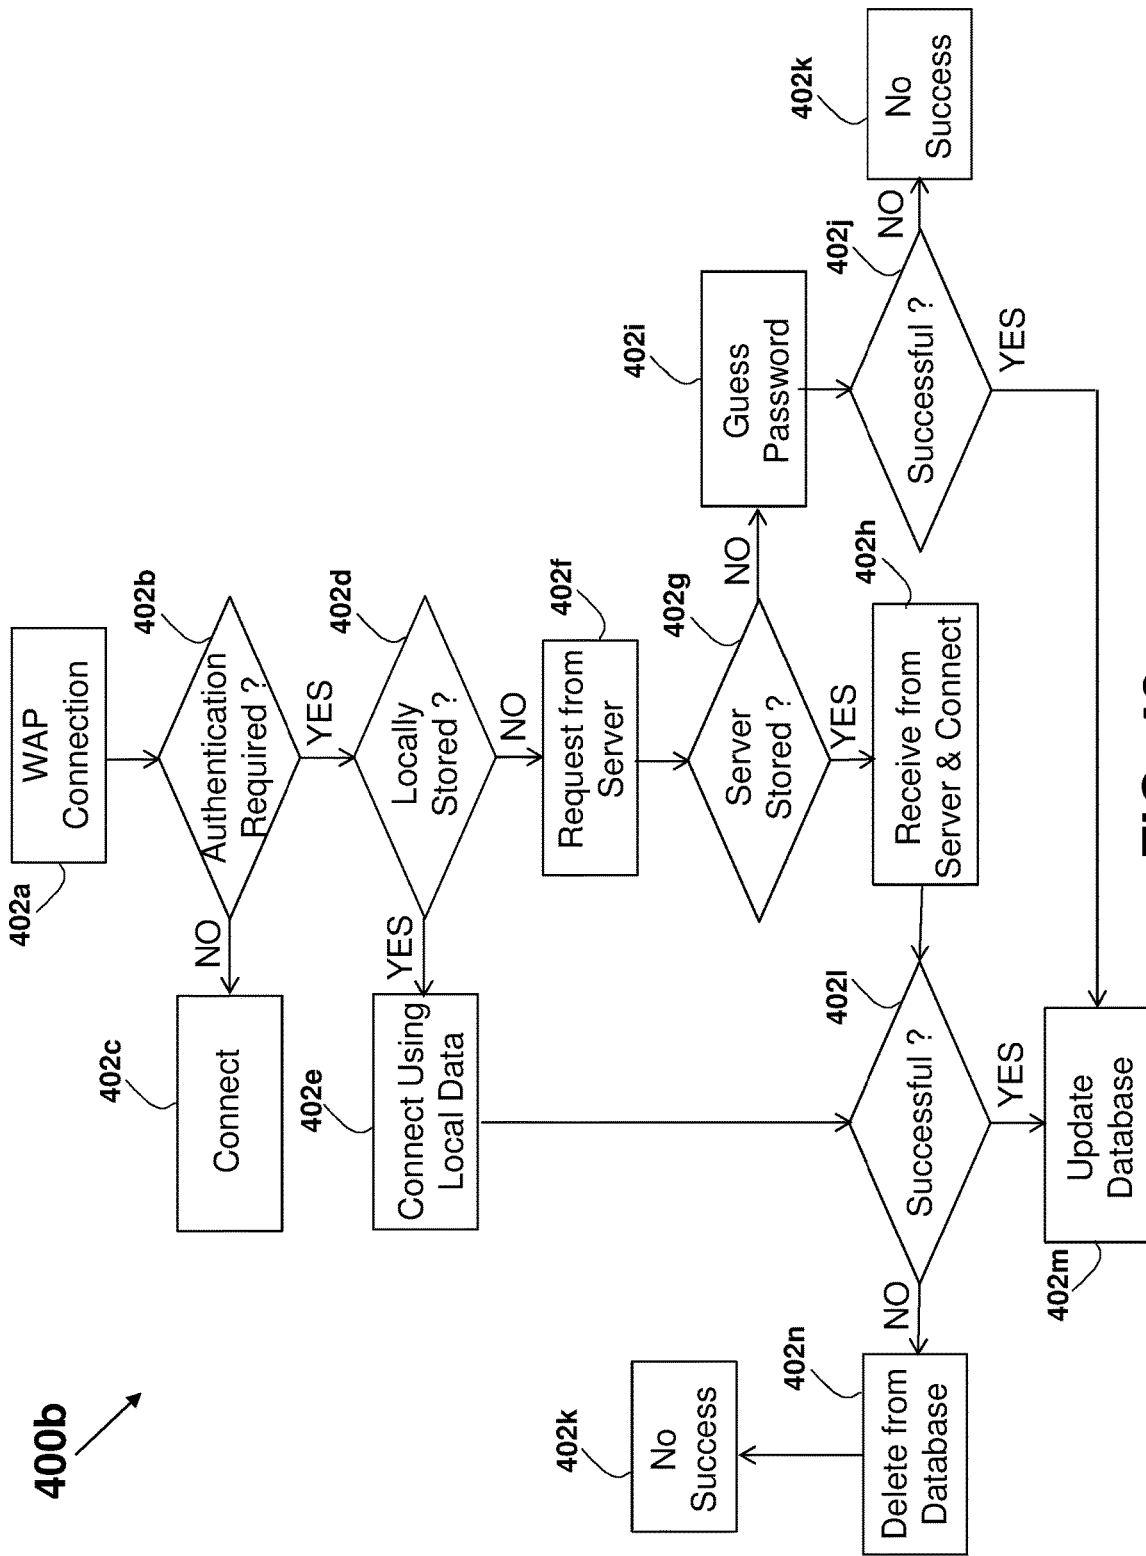 400b
402a
WAP
Connection
402b
Authentication
Required ?
NO
402c
Connect
YES
402d
Locally
Stored ?
YES
402e
Connect Using
Local Data
NO
402f
Request from
Server
402g
Server
Stored ?
NO
402i
Guess
Password
YES
402h
Receive from
Server & Connect
402j
Successful ?
NO
402k
No
Success
YES
402l
Successful ?
NO
402n
Delete from
Database
402k
No
Success
YES
402m
Update
Database